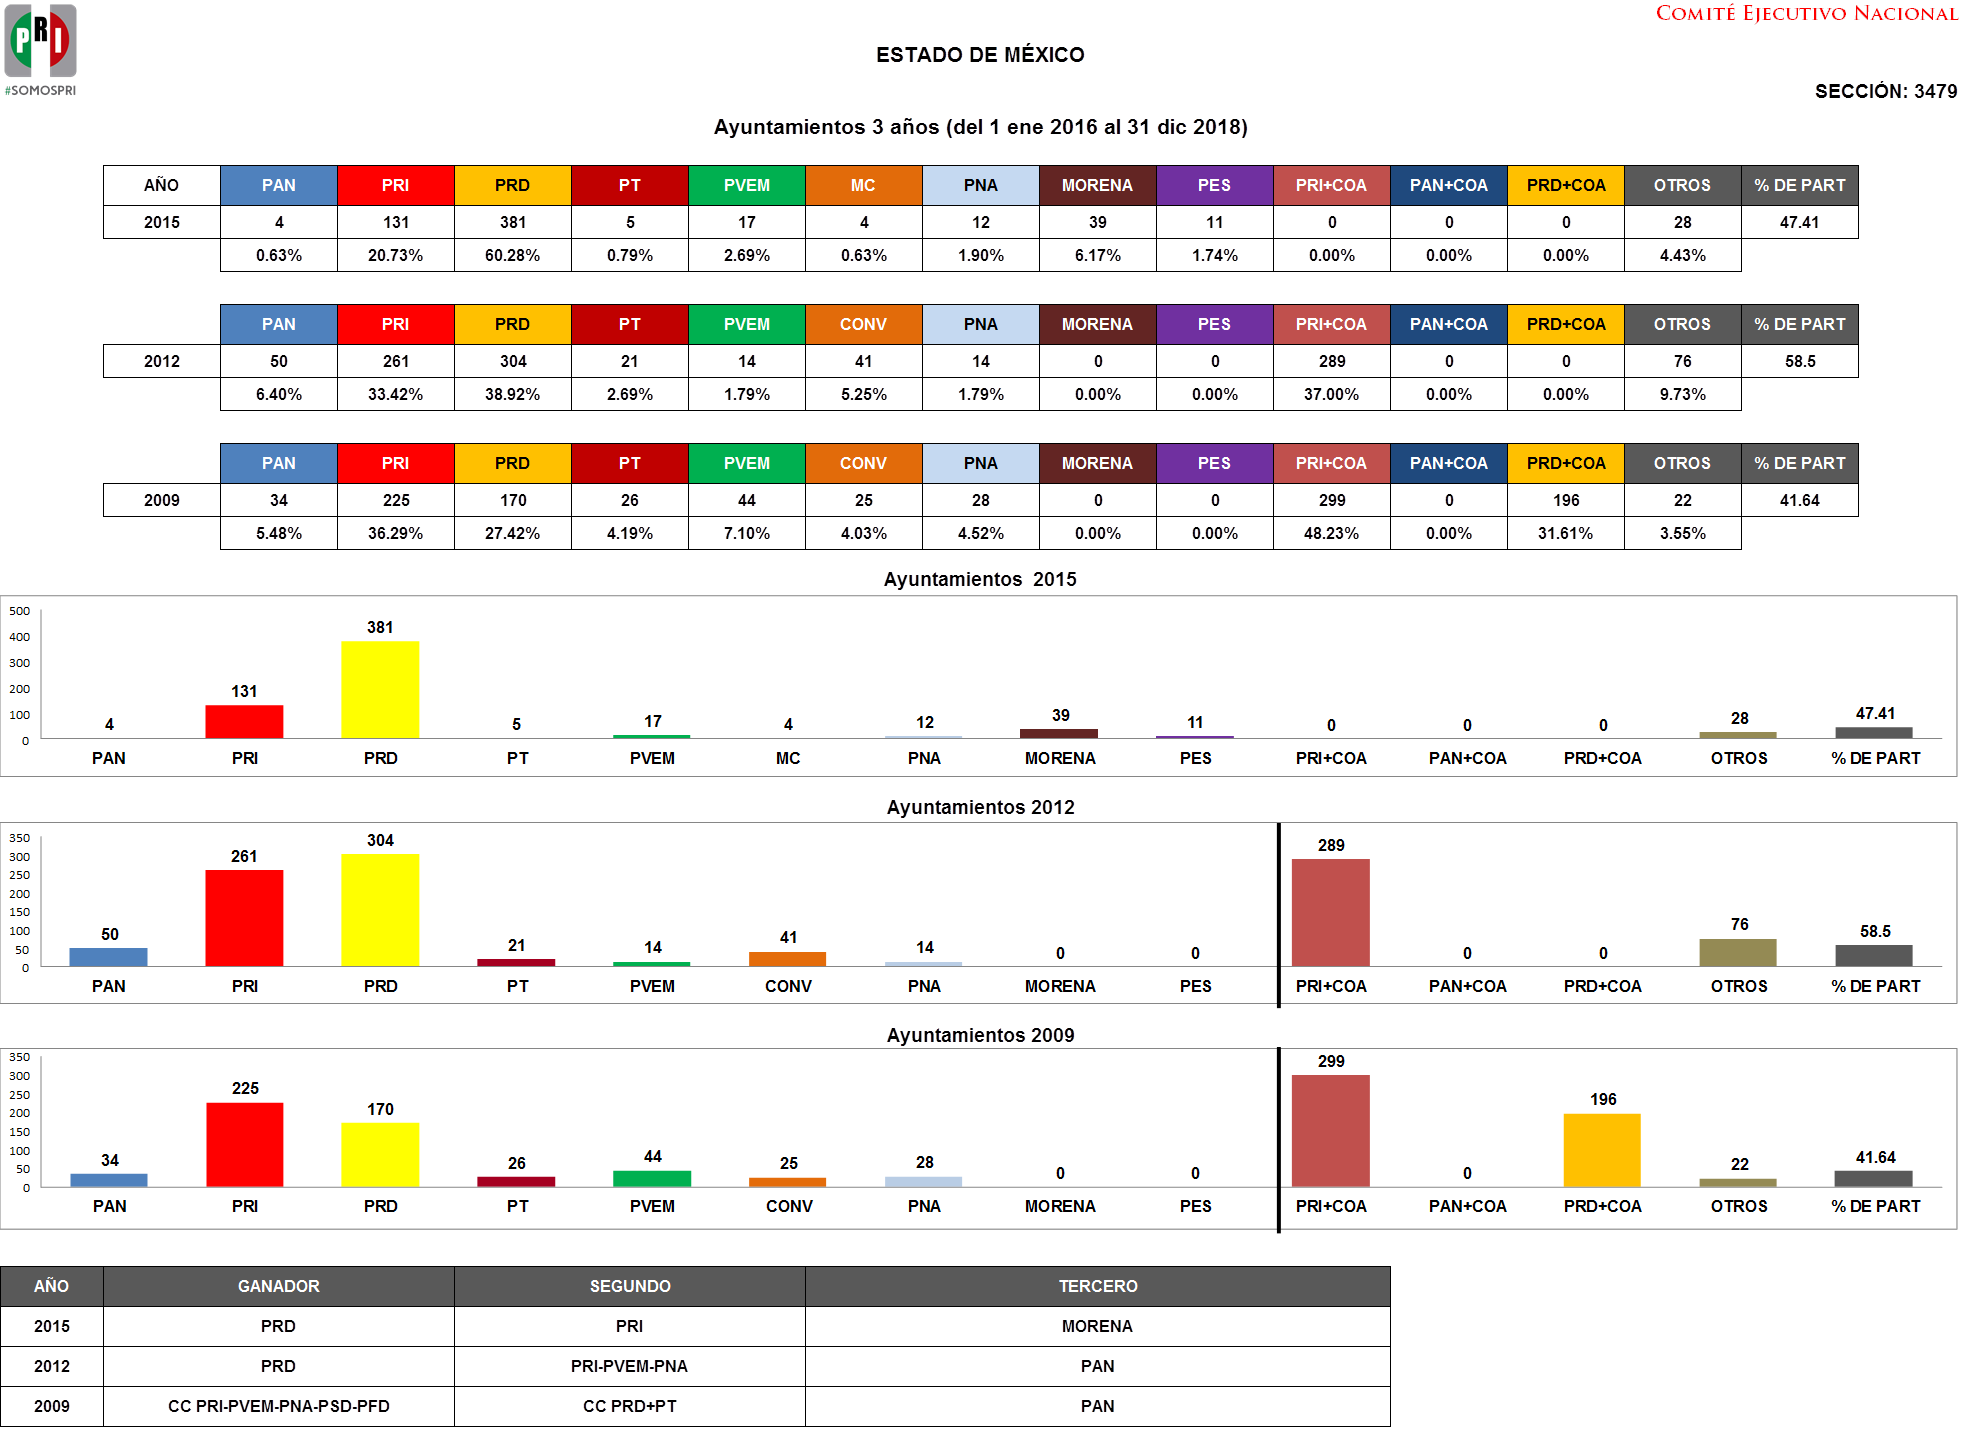 PRI
#SOMOSPRI
COMITÉ EJECUTIVO NACIONAL
ESTADO DE MÉXICO
SECCIÓN: 3479
Ayuntamientos 3 años (del 1 ene 2016 al 31 dic 2018)
AÑO PAN PRI PRD PT PVEM MC PNA MORENA PES PRI+COA PAN+COA PRD+COA OTROS % DE PART
2015 4 131 381 5 17 4 12 39 11 0 0 0 28 47.41
0.63% 20.73% 60.28% 0.79% 2.69% 0.63% 1.90% 6.17% 1.74% 0.00% 0.00% 0.00% 4.43%
PAN PRI PRD PT PVEM CONV PNA MORENA PES PRI+COA PAN+COA PRD+COA OTROS % DE PART
2012 50 261 304 21 14 41 14 0 0 289 0 0 76 58.5
6.40% 33.42% 38.92% 2.69% 1.79% 5.25% 1.79% 0.00% 0.00% 37.00% 0.00% 0.00% 9.73%
PAN PRI PRD PT PVEM CONV PNA MORENA PES PRI+COA PAN+COA PRD+COA OTROS % DE PART
2009 34 225 170 26 44 25 28 0 0 299 0 196 22 41.64
5.48% 36.29% 27.42% 4.19% 7.10% 4.03% 4.52% 0.00% 0.00% 48.23% 0.00% 31.61% 3.55%
Ayuntamientos 2015
500
400
300
200
100
0
4 131 381 5 17 4 12 39 11 0 0 0 28 47.41
PAN PRI PRD PT PVEM MC PNA MORENA PES PRI+COA PAN+COA PRD+COA OTROS % DE PART
Ayuntamientos 2012
350
300
250
200
150
100
50
0
50 261 304 21 14 41 14 0 0 289 0 0 76 58.5
PAN PRI PRD PT PVEM CONV PNA MORENA PES PRI+COA PAN+COA PRD+COA OTROS % DE PART
Ayuntamientos 2009
350
300
250
200
150
100
50
0
34 225 170 26 44 25 28 0 0 299 0 196 22 41.64
PAN PRI PRD PT PVEM CONV PNA MORENA PES PRI+COA PAN+COA PRD+COA OTROS % DE PART
AÑO GANADOR SEGUNDO TERCERO
2015 PRD PRI MORENA
2012 PRD PRI-PVEM-PNA PAN
2009 CC PRI-PVEM-PNA-PSD-PFD CC PRD+PT PAN